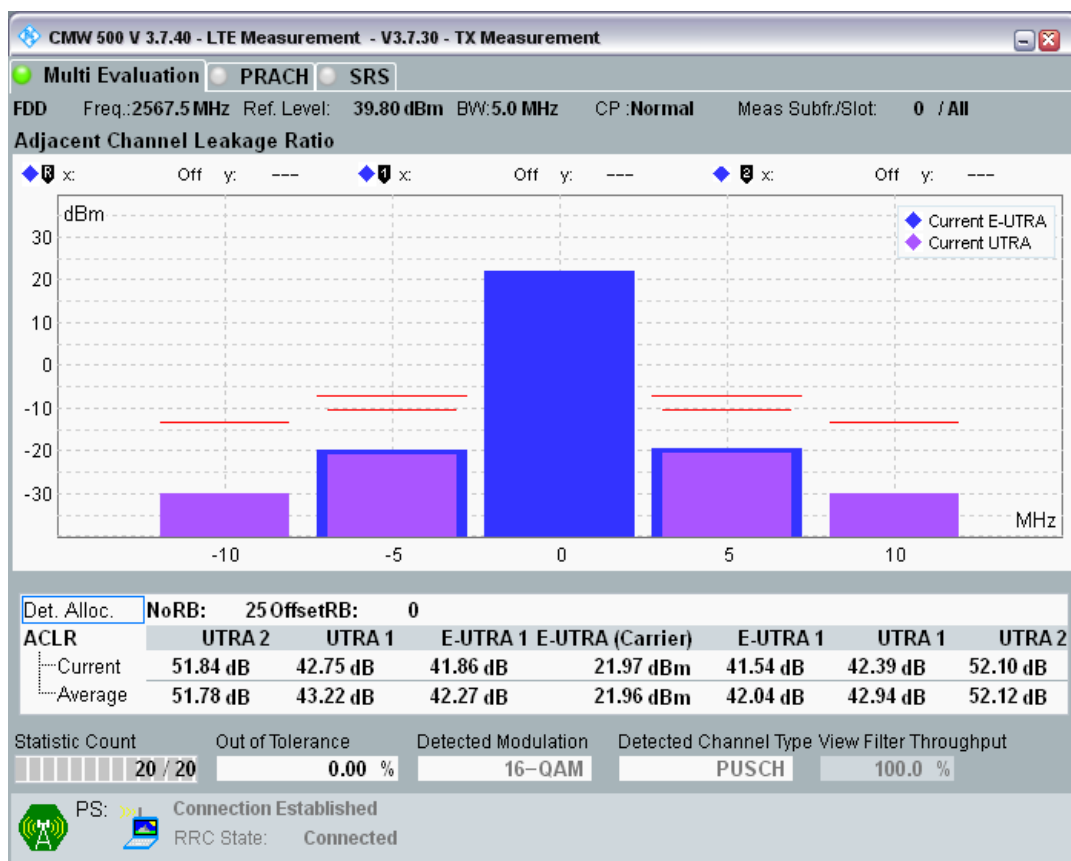 CMW 500 V 3.7.40 - LTE Measurement - V3.7.30 - TX Measurement
Multi Evaluation PRACH SRS
FDD Freq.:2567.5 MHz Ref. Level: 39.80 dBm BW:5.0 MHz CP :Normal Meas Subfr./Slot: 0 / All
Adjacent Channel Leakage Ratio
R x: Off y: --- 1 x: Off y: --- 2 x: Off y: ---
dBm
Current E-UTRA
Current UTRA
30
20
10
0
-10
-20
-30
MHz
-10 -5 0 5 10
Det. Alloc. NoRB: 25 OffsetRB: 0
ACLR UTRA 2 UTRA 1 E-UTRA 1 E-UTRA (Carrier) E-UTRA 1 UTRA 1 UTRA 2
Current 51.84 dB 42.75 dB 41.86 dB 21.97 dBm 41.54 dB 42.39 dB 52.10 dB
Average 51.78 dB 43.22 dB 42.27 dB 21.96 dBm 42.04 dB 42.94 dB 52.12 dB
Statistic Count Out of Tolerance Detected Modulation Detected Channel Type View Filter Throughput
20 / 20 0.00 % 16-QAM PUSCH 100.0 %
PS: Connection Established
RRC State: Connected